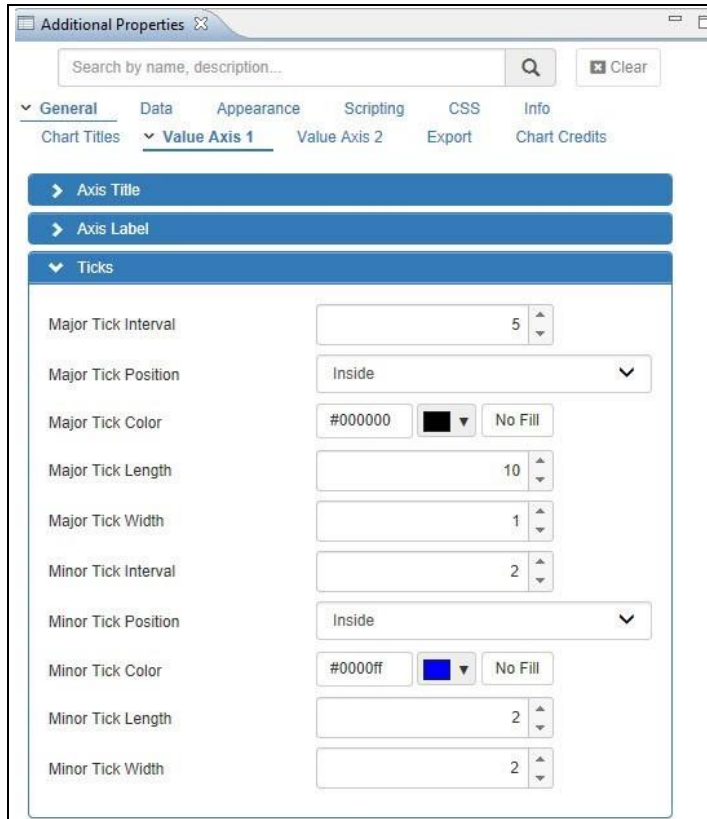 Additional Properties
Search by name, description...
Clear
General Data Appearance Scripting CSS Info
Chart Titles Value Axis 1 Value Axis 2 Export Chart Credits
Axis Title
Axis Label
Ticks
Major Tick Interval 5
Major Tick Position Inside
Major Tick Color #000000 No Fill
Major Tick Length 10
Major Tick Width 1
Minor Tick Interval 2
Minor Tick Position Inside
Minor Tick Color #0000ff No Fill
Minor Tick Length 2
Minor Tick Width 2